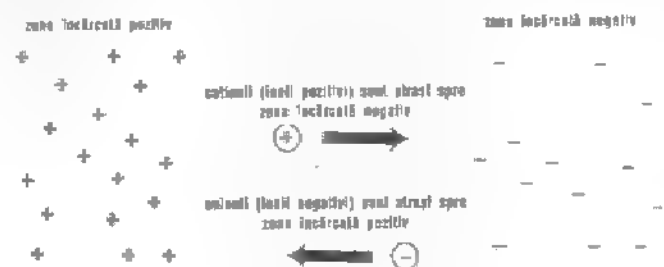 zona încărcată pozitiv
zona încărcată negativ
cationii (ionii pozitivi) sunt atrași spre
zona încărcată negativ
anionii (ionii negativi) sunt atrași spre
zona încărcată pozitiv